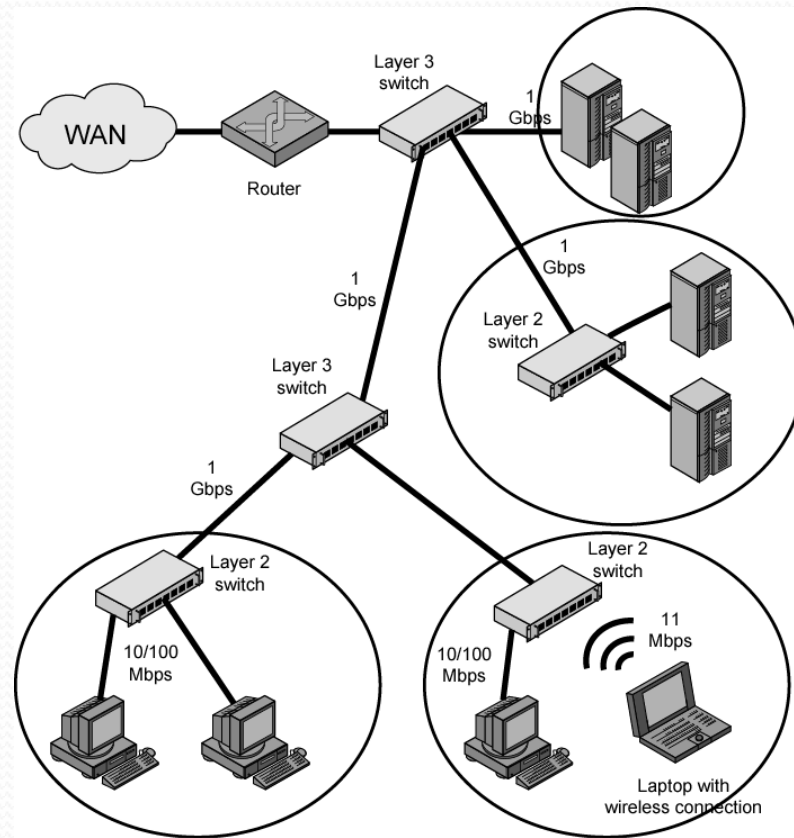 Layer 3
switch
1
Gbps
WAN
Router
1
Gbps
1
Gbps
Layer 2
switch
Layer 3
switch
1
Gbps
Layer 2
switch
Layer 2
switch
10/100
Mbps
10/100
Mbps
11
Mbps
Laptop with
wireless connection